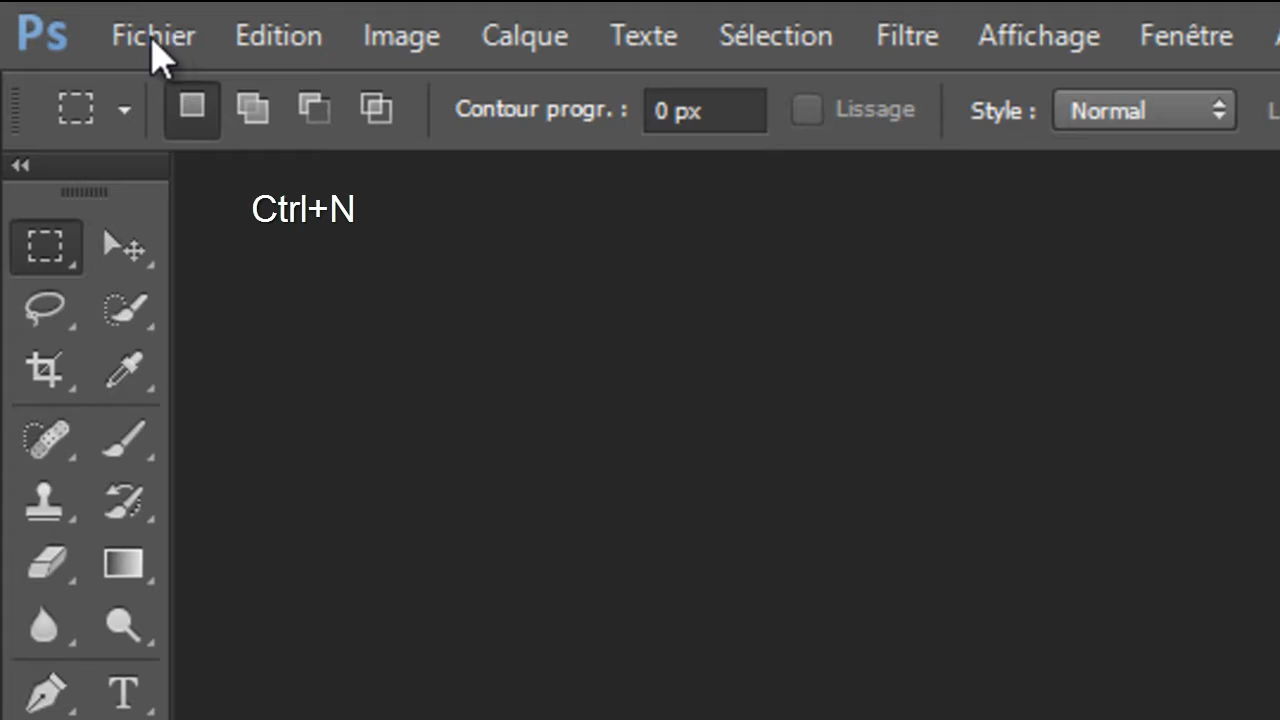 Ps Fichier Edition Image Calque Texte Sélection Filtre Affichage Fenêtre
Contour progr. : 0 px Lissage Style : Normal
Ctrl+N
T